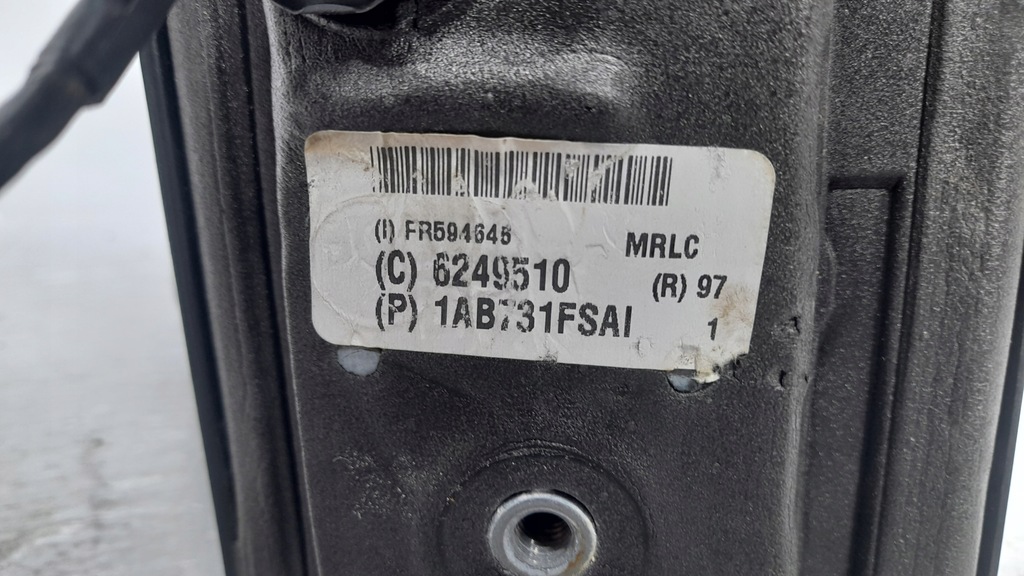 (I) FR594645 MRLC
(C) 6249510 (R) 97
(P) 1AB731FSAI 1